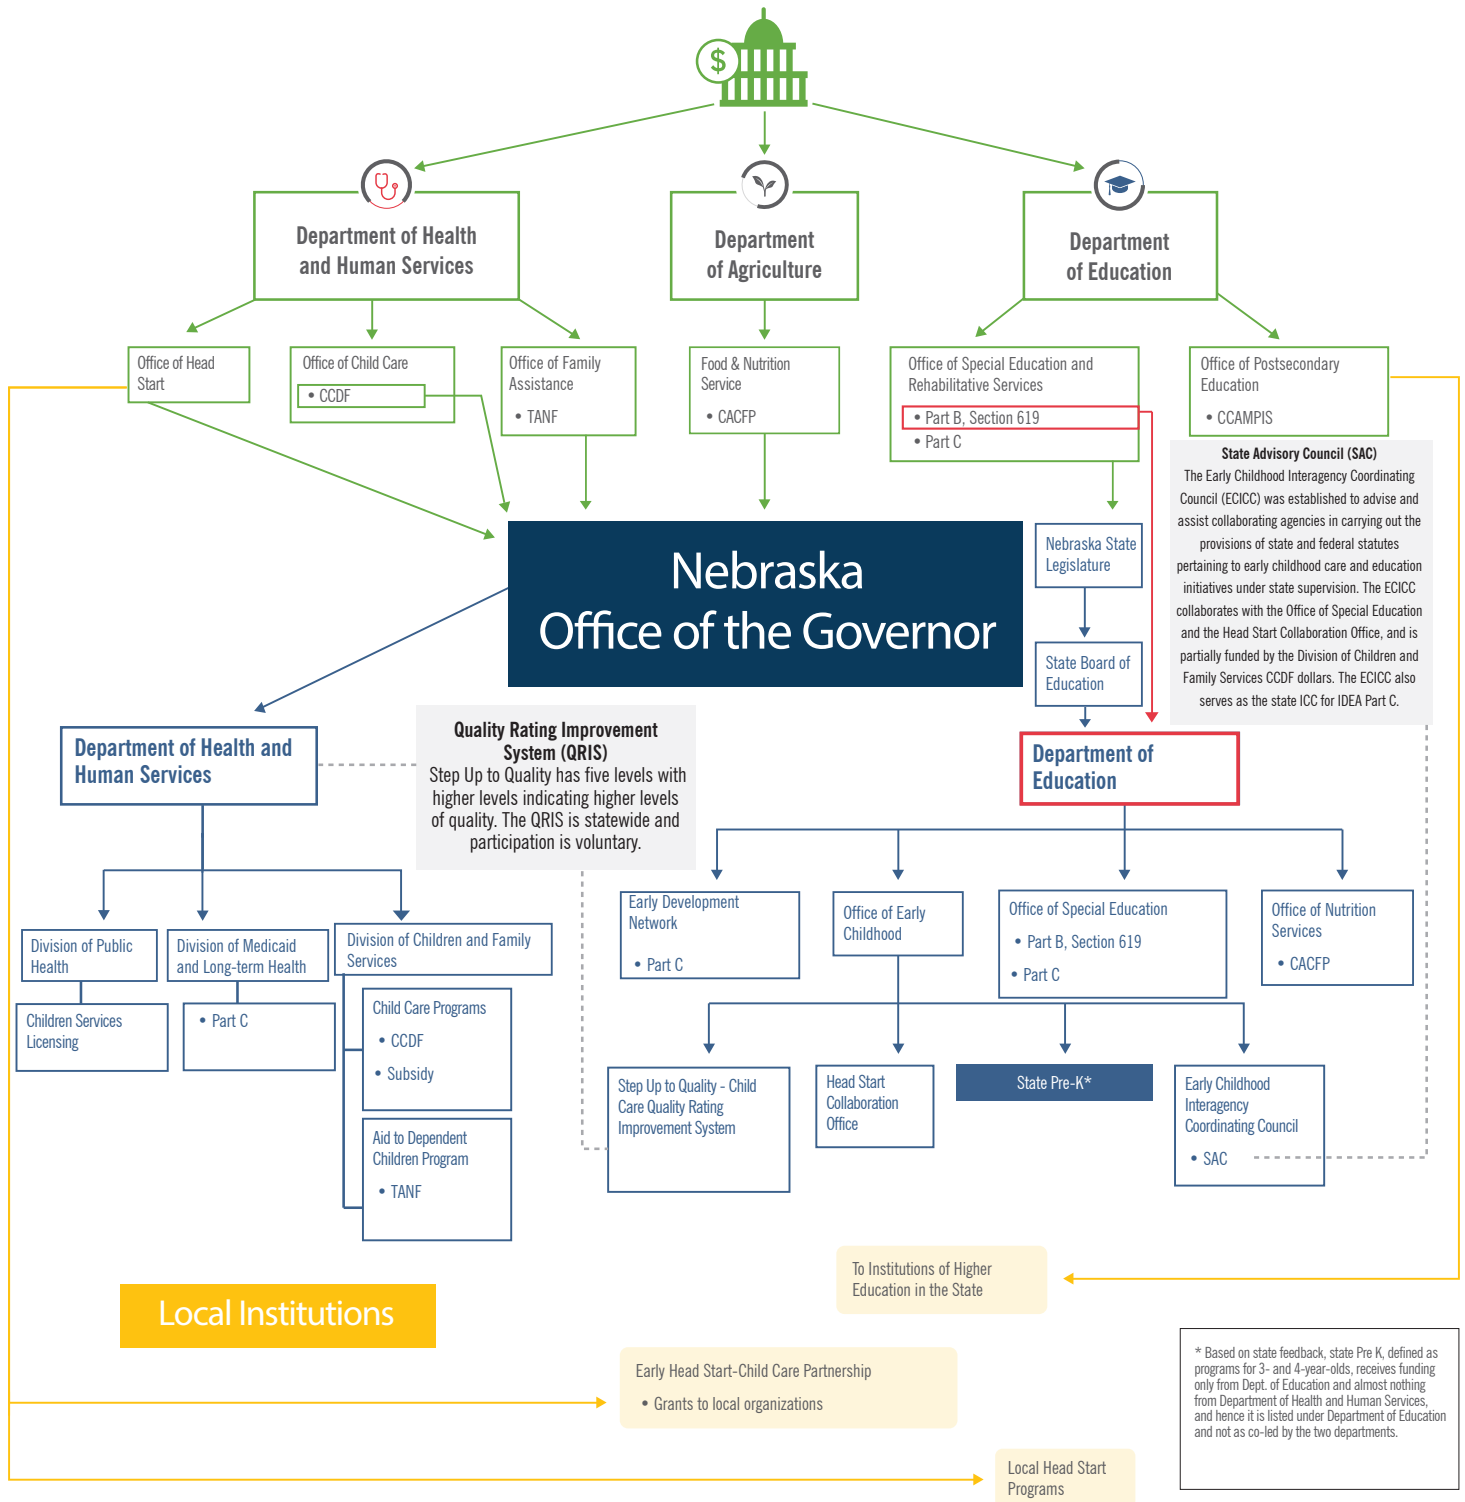 $
Department of Health
and Human Services
Department
of Agriculture
Department
of Education
Office of Head
Start
Office of Child Care
• CCDF
Office of Family
Assistance
• TANF
Food & Nutrition
Service
• CACFP
Office of Special Education and
Rehabilitative Services
• Part B, Section 619
• Part C
Office of Postsecondary
Education
• CCAMPIS
State Advisory Council (SAC)
The Early Childhood Interagency Coordinating
Council (ECICC) was established to advise and
assist collaborating agencies in carrying out the
provisions of state and federal statutes
pertaining to early childhood care and education
initiatives under state supervision. The ECICC
collaborates with the Office of Special Education
and the Head Start Collaboration Office, and is
partially funded by the Division of Children and
Family Services CCDF dollars. The ECICC also
serves as the state ICC for IDEA Part C.
Nebraska
Office of the Governor
Nebraska State
Legislature
State Board of
Education
Department of Health and
Human Services
Quality Rating Improvement
System (QRIS)
Step Up to Quality has five levels with
higher levels indicating higher levels
of quality. The QRIS is statewide and
participation is voluntary.
Department of
Education
Division of Public
Health
Division of Medicaid
and Long-term Health
Division of Children and Family
Services
Children Services
Licensing
• Part C
Child Care Programs
• CCDF
• Subsidy
Aid to Dependent
Children Program
• TANF
Early Development
Network
• Part C
Office of Early
Childhood
Office of Special Education
• Part B, Section 619
• Part C
Office of Nutrition
Services
• CACFP
Step Up to Quality - Child
Care Quality Rating
Improvement System
Head Start
Collaboration
Office
State Pre-K*
Early Childhood
Interagency
Coordinating Council
• SAC
To Institutions of Higher
Education in the State
Local Institutions
Early Head Start-Child Care Partnership
• Grants to local organizations
Local Head Start
Programs
* Based on state feedback, state Pre K, defined as
programs for 3- and 4-year-olds, receives funding
only from Dept. of Education and almost nothing
from Department of Health and Human Services,
and hence it is listed under Department of Education
and not as co-led by the two departments.